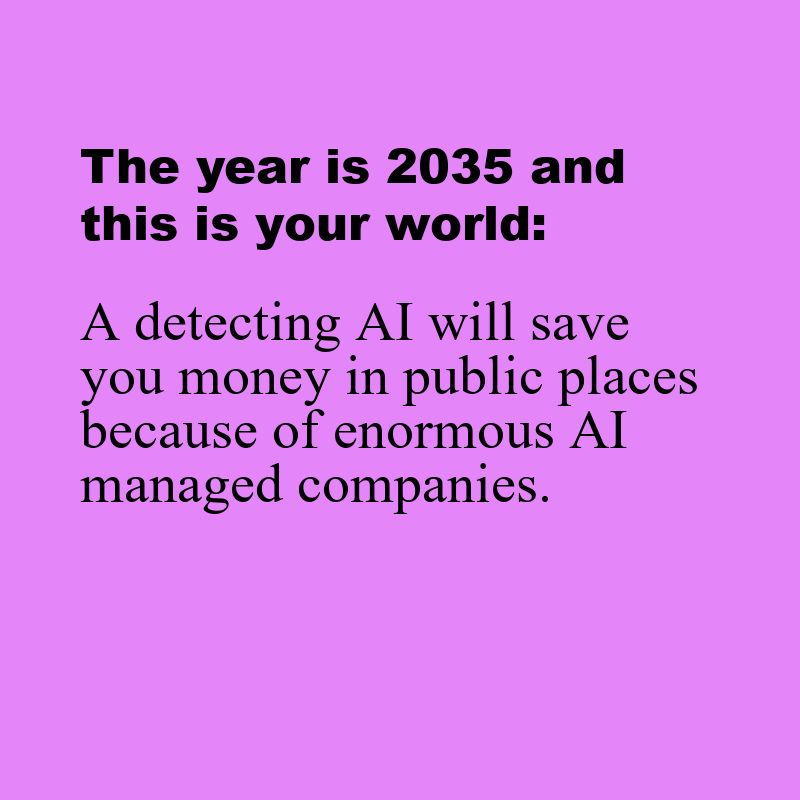 The year is 2035 and
this is your world:
A detecting AI will save
you money in public places
because of enormous AI
managed companies.